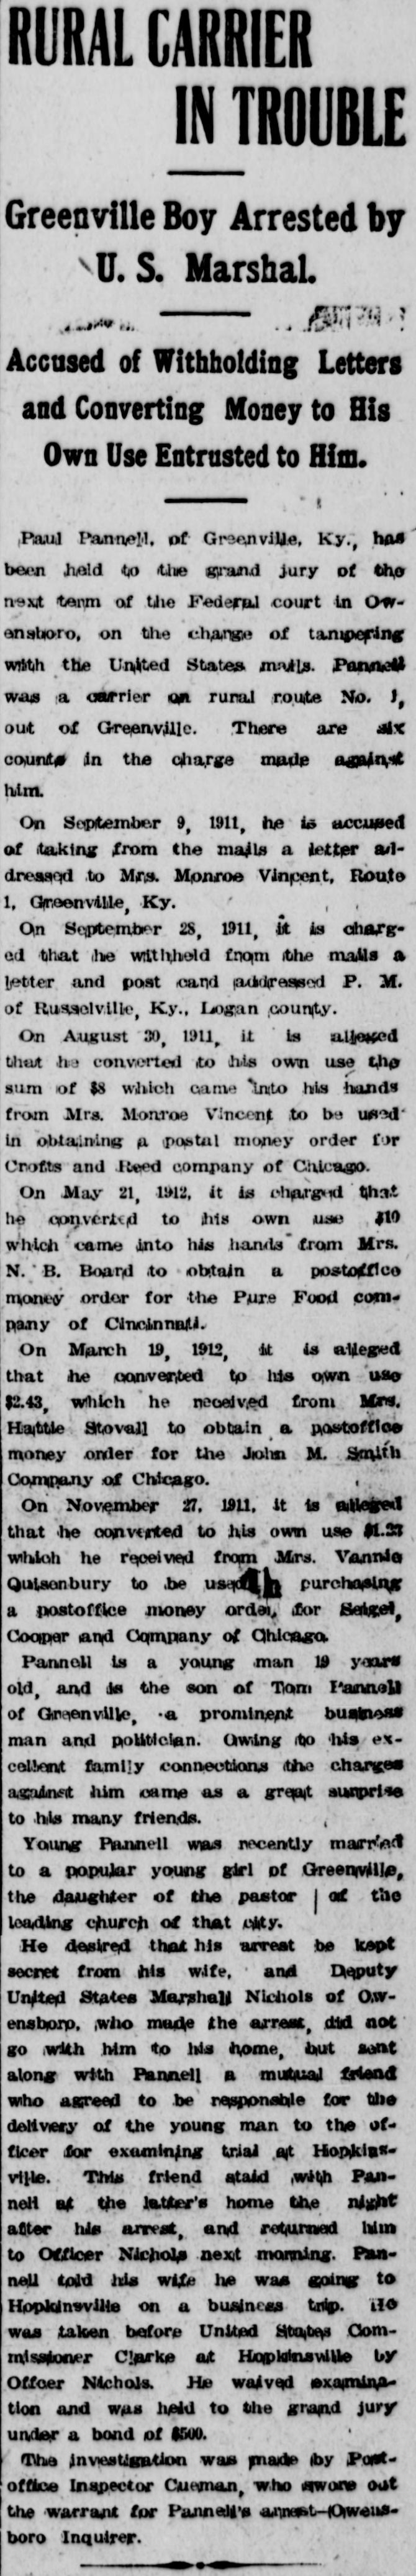 RURAL CARRIER
IN TROUBLE
Greenville Boy Arrested by
U. S. Marshal.
Accused of Withholding Letters
and Converting Money to His
Own Use Entrusted to Him.
Paul Pannell, of Greenville, Ky., has
been held to the grand jury of the
next term of the Federal court in Ow-
ensboro, on the charge of tampering
with the United States mails. Pannell
was a carrier on rural route No. 1,
out of Greenville. There are six
counts in the charge made against
him.
On September 9, 1911, he is accused
of taking from the mails a letter ad-
dressed to Mrs. Monroe Vincent, Route
1, Greenville, Ky.
On September 28, 1911, it is charg-
ed that he withheld from the mails a
letter and post card addressed P. M.
of Russelville, Ky., Logan county.
On August 30, 1911, it is alleged
that he converted to his own use the
sum of $8 which came into his hands
from Mrs. Monroe Vincent to be used
in obtaining a postal money order for
Crofts and Reed company of Chicago.
On May 21, 1912, it is charged that
he converted to his own use $10
which came into his hands from Mrs.
N. B. Board to obtain a postoffice
money order for the Pure Food com-
pany of Cincinnati.
On March 19, 1912, it is alleged
that he converted to his own use
$2.43, which he received from Mrs.
Hattie Stovall to obtain a postoffice
money order for the John M. Smith
Company of Chicago.
On November 27, 1911, it is alleged
that he converted to his own use $1.23
which he received from Mrs. Vannie
Quisenbury to be used in purchasing
a postoffice money order for Seigel,
Cooper and Company of Chicago.
Pannell is a young man 19 years
old, and is the son of Tom Pannell
of Greenville, a prominent business
man and politician. Owing to his ex-
cellent family connections the charges
against him came as a great surprise
to his many friends.
Young Pannell was recently married
to a popular young girl of Greenville,
the daughter of the pastor of the
leading church of that city.
He desired that his arrest be kept
secret from his wife, and Deputy
United States Marshall Nichols of Ow-
ensboro, who made the arrest, did not
go with him to his home, but sent
along with Pannell a mutual friend
who agreed to be responsible for the
delivery of the young man to the of-
ficer for examining trial at Hopkins-
ville. This friend staid with Pan-
nell at the latter's home the night
after his arrest, and returned him
to Officer Nichols next morning. Pan-
nell told his wife he was going to
Hopkinsville on a business trip. He
was taken before United States Com-
missioner Clarke at Hopkinsville by
Offcer Nichols. He waived examina-
tion and was held to the grand jury
under a bond of $500.
The investigation was made by Post-
office Inspector who swore out
the warrant for Pannell's arrest—Owens-
boro Inquirer.